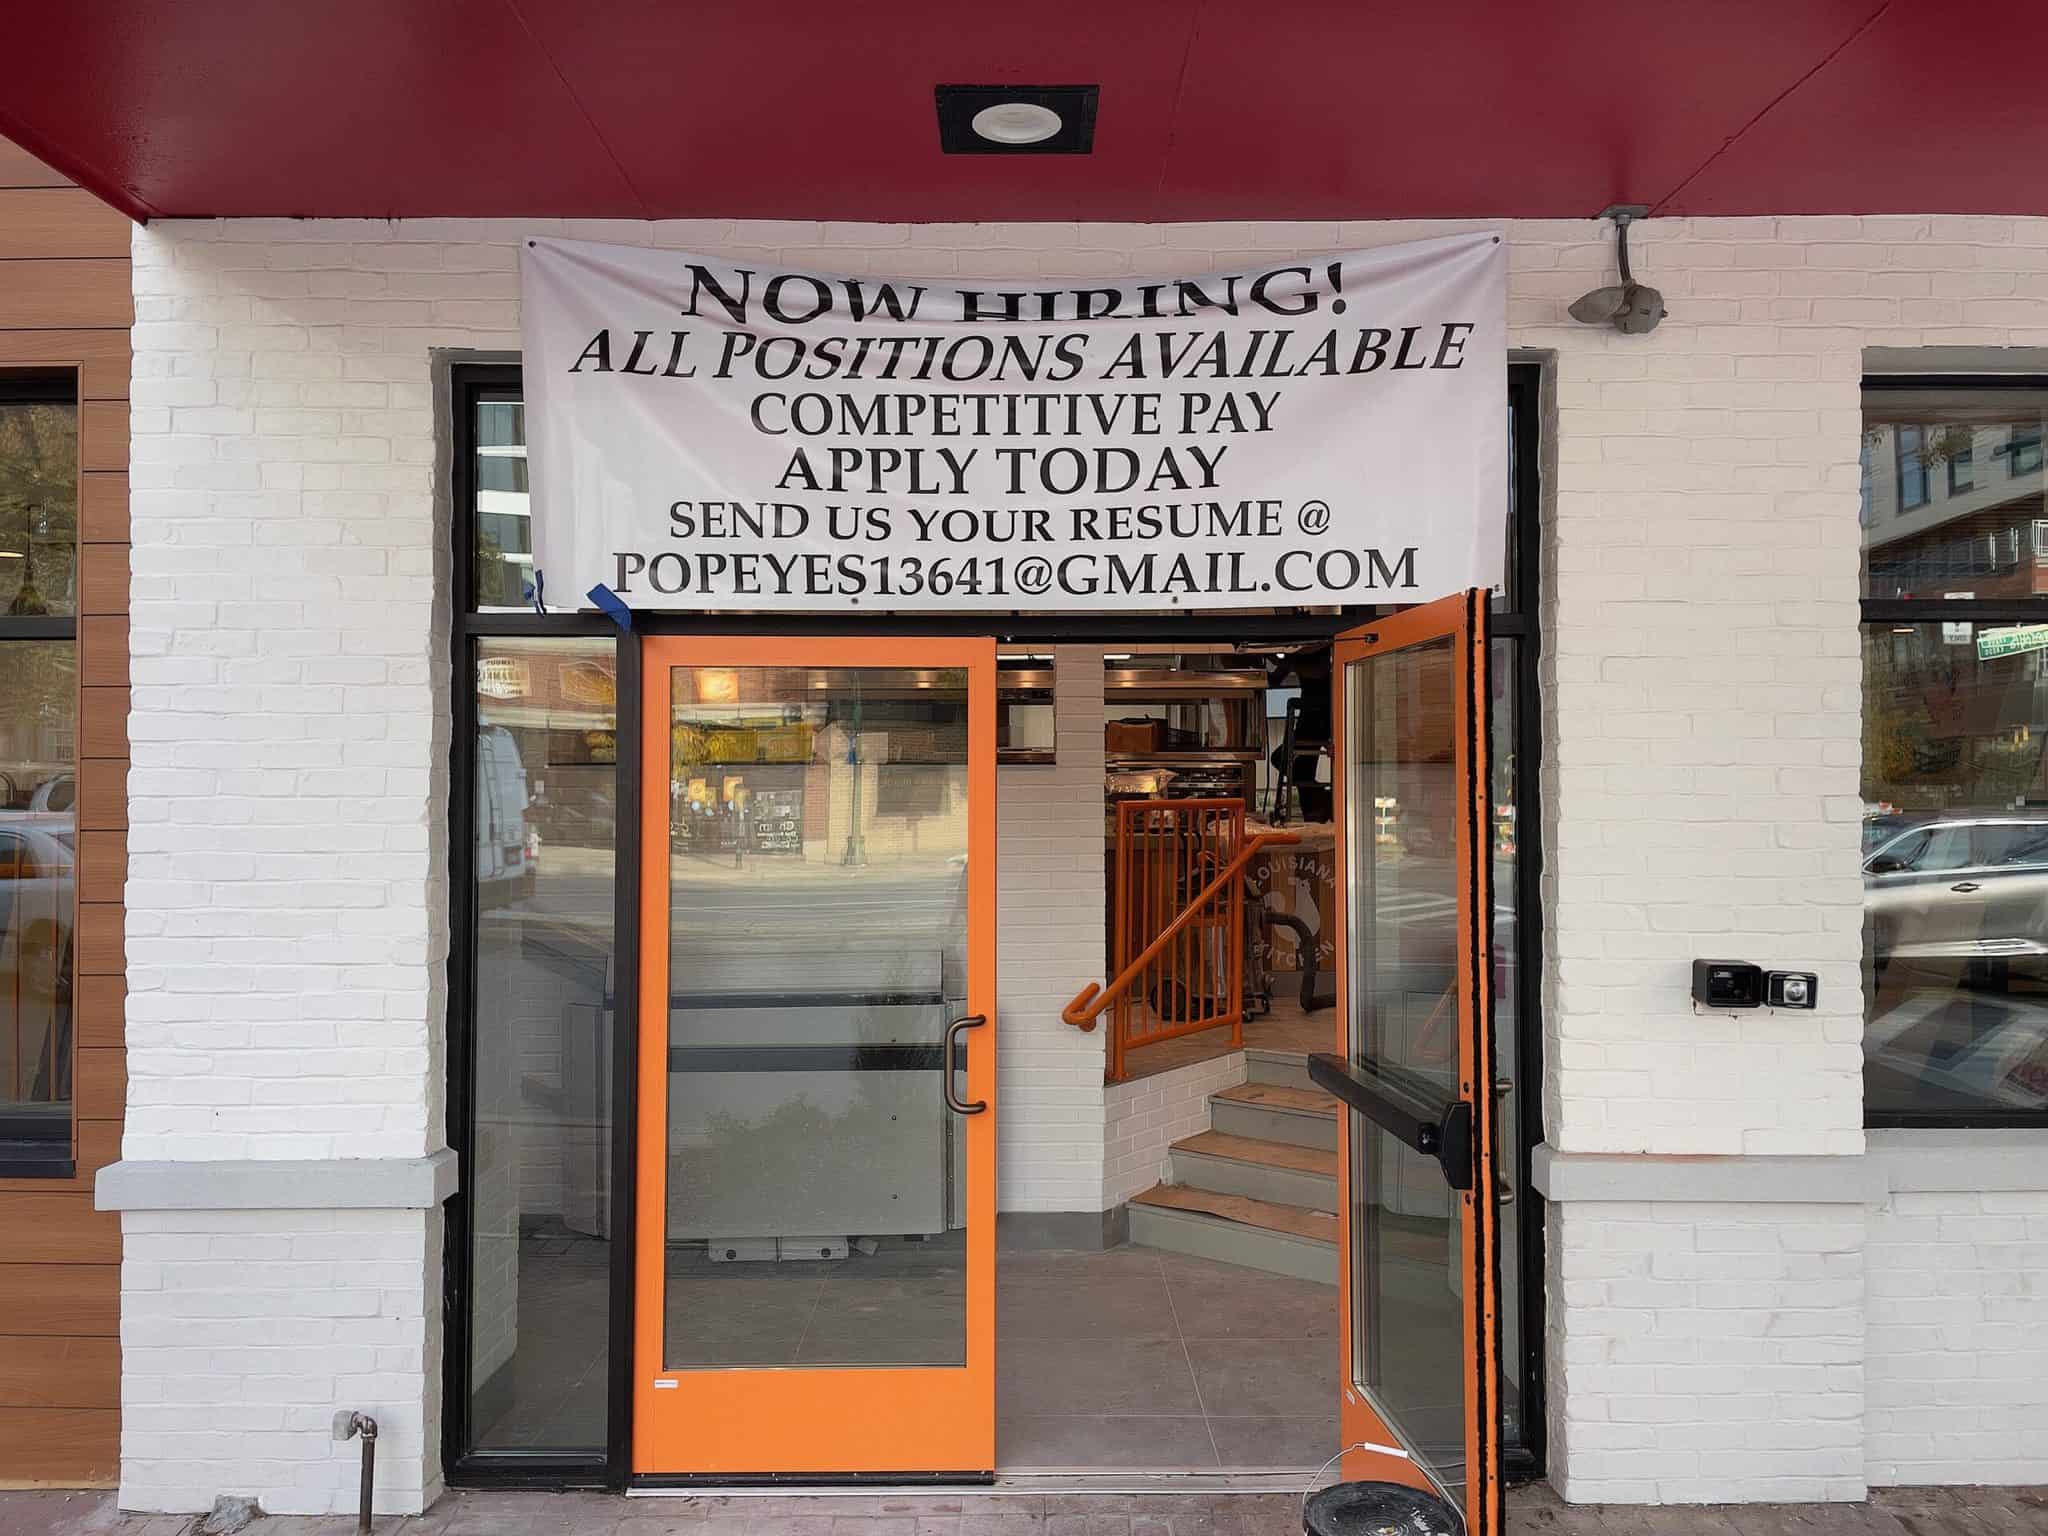 NOW HIRING!
ALL POSITIONS AVAILABLE
COMPETITIVE PAY
APPLY TODAY
SEND US YOUR RESUME @
POPEYES13641@GMAIL.COM
LOUISIANA
KITCHEN